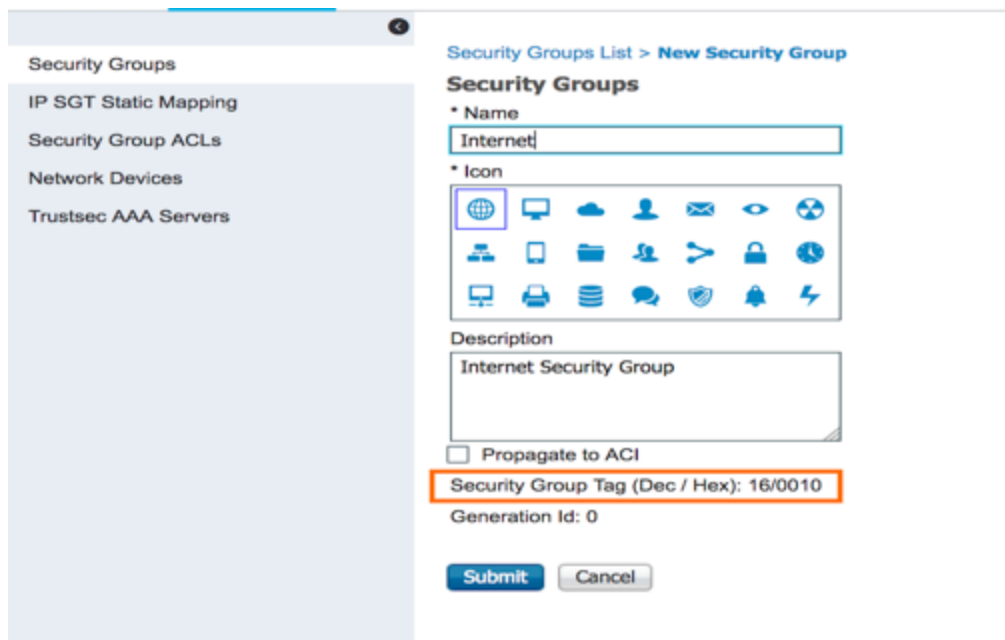 Security Groups
IP SGT Static Mapping
Security Group ACLs
Network Devices
Trustsec AAA Servers
Security Groups List > New Security Group
Security Groups
* Name
Internet
* Icon
Description
Internet Security Group
Propagate to ACI
Security Group Tag (Dec / Hex): 16/0010
Generation Id: 0
Submit Cancel